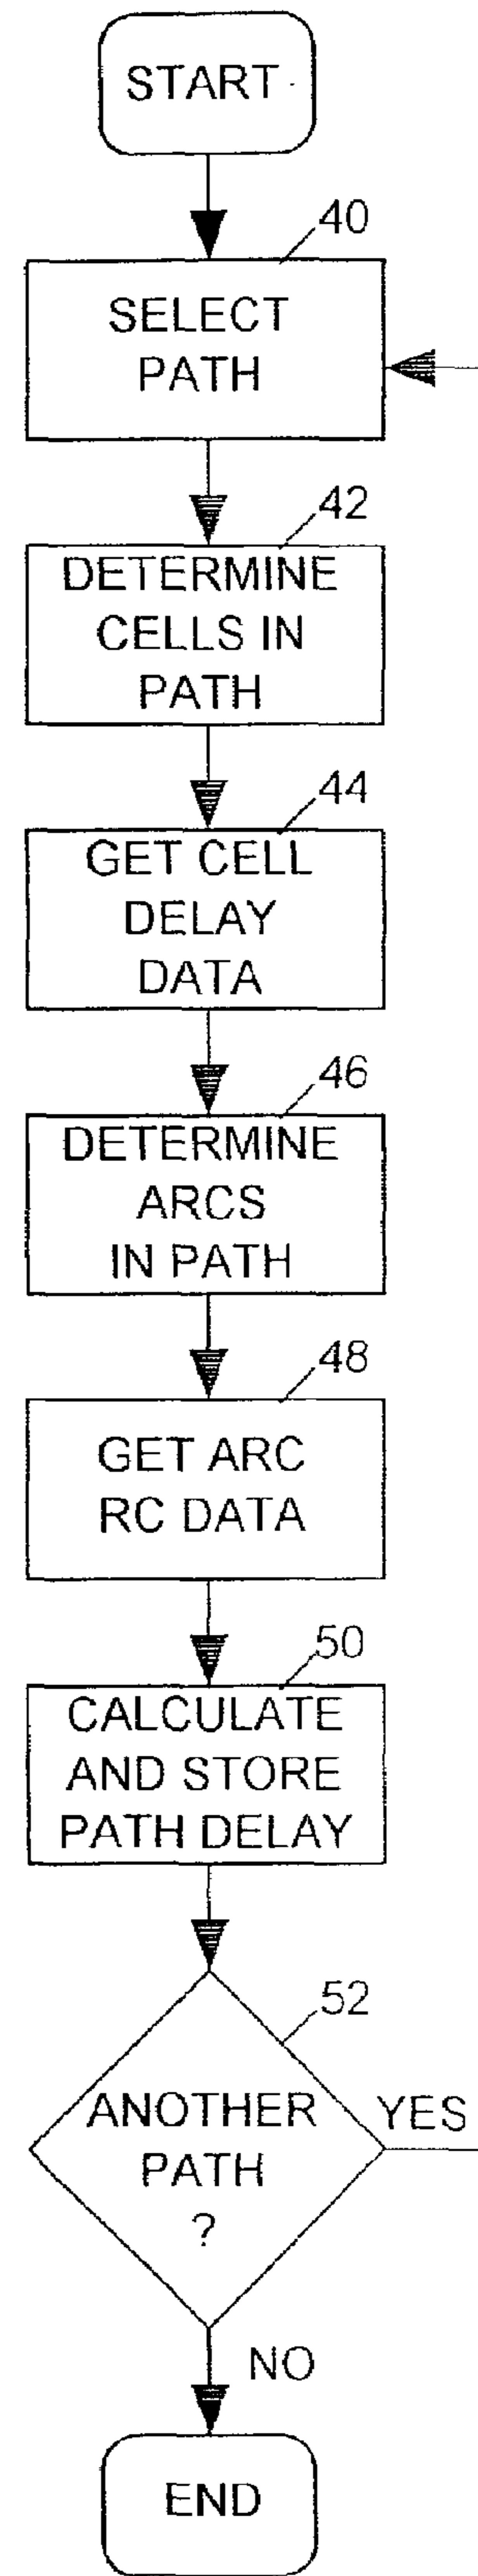 START
40
SELECT
PATH
42
DETERMINE
CELLS IN
PATH
44
GET CELL
DELAY
DATA
46
DETERMINE
ARCS
IN PATH
48
GET ARC
RC DATA
50
CALCULATE
AND STORE
PATH DELAY
52
ANOTHER
PATH
?
YES
NO
END